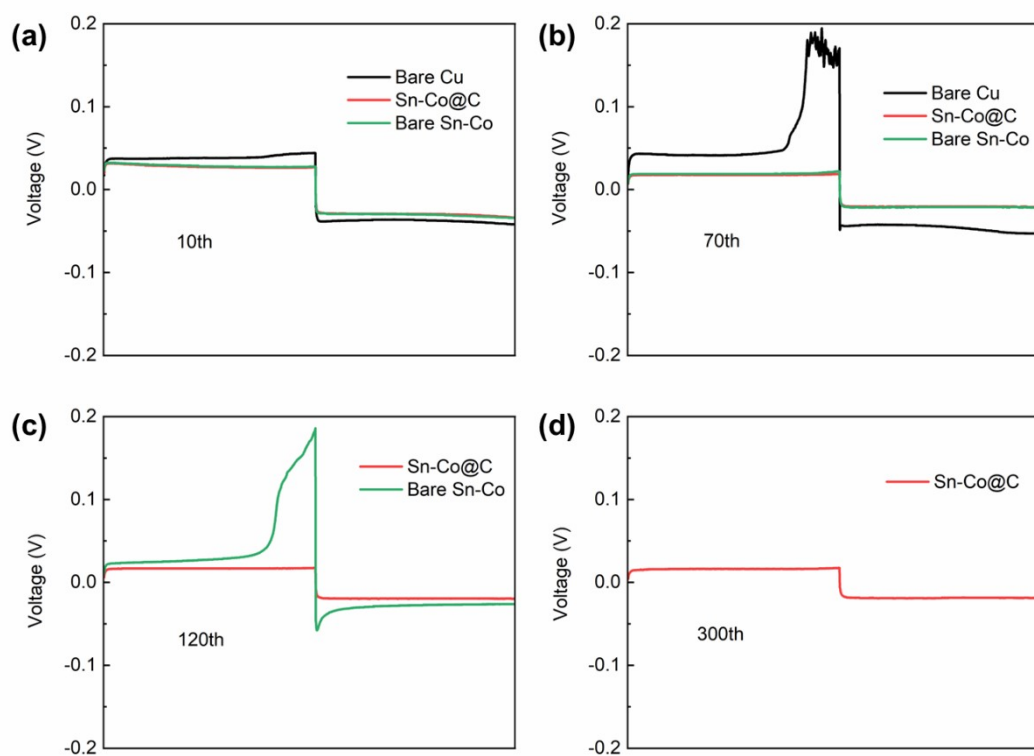 (a)
0.2
0.1
0.0
-0.1
-0.2
Voltage (V)
Bare Cu
Sn-Co@C
Bare Sn-Co
10th
(b)
0.2
0.1
0.0
-0.1
-0.2
Voltage (V)
Bare Cu
Sn-Co@C
Bare Sn-Co
70th
(c)
0.2
0.1
0.0
-0.1
-0.2
Voltage (V)
Sn-Co@C
Bare Sn-Co
120th
(d)
0.2
0.1
0.0
-0.1
-0.2
Voltage (V)
Sn-Co@C
300th